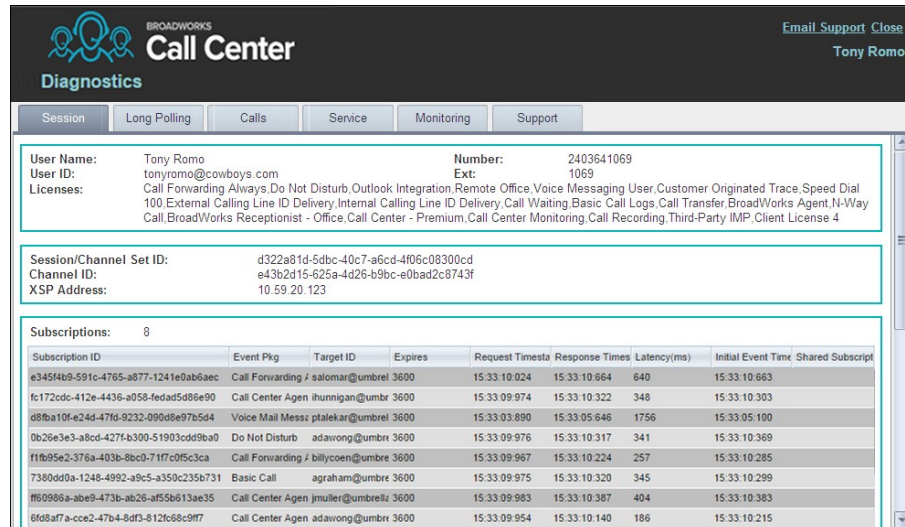 BROADWORKS
Call Center
Diagnostics
Email Support Close
Tony Romo
Session Long Polling Calls Service Monitoring Support
User Name: Tony Romo Number: 2403641069
User ID: tonyromo@cowboys.com Ext: 1069
Licenses: Call Forwarding Always,Do Not Disturb,Outlook Integration,Remote Office,Voice Messaging User,Customer Originated Trace,Speed Dial
100,External Calling Line ID Delivery,Internal Calling Line ID Delivery,Call Waiting,Basic Call Logs,Call Transfer,BroadWorks Agent,N-Way
Call,BroadWorks Receptionist - Office,Call Center - Premium,Call Center Monitoring,Call Recording,Third-Party IMP,Client License 4
Session/Channel Set ID: d322a81d-5dbc-40c7-a6cd-4f06c08300cd
Channel ID: e43b2d15-625a-4d26-b9bc-e0bad2c8743f
XSP Address: 10.59.20.123
Subscriptions: 8
Subscription ID Event Pkg Target ID Expires Request Timesta Response Times Latency(ms) Initial Event Time Shared Subscript
e345f4b9-591c-4765-a877-1241e0ab6aec Call Forwarding salomar@umbrel 3600 15:33:10:024 15:33:10:664 640 15:33:10:663
fc172cdc-412e-4436-a058-fedad5d86e90 Call Center Agen ihunnigan@umbr 3600 15:33:09:974 15:33:10:322 348 15:33:10:303
d8fba10f-e24d-47fd-9232-090d8e97b5d4 Voice Mail Messa ptalekar@umbrel 3600 15:33:03:890 15:33:05:646 1756 15:33:05:100
0b26e3e3-a8cd-427f-b300-51903cdd9ba0 Do Not Disturb adawong@umbre 3600 15:33:09:976 15:33:10:317 341 15:33:10:369
f1fb95e2-376a-403b-8bc0-71f7c0f5c3ca Call Forwarding billycoen@umbre 3600 15:33:09:967 15:33:10:224 257 15:33:10:285
7380dd0a-1248-4992-a9c5-a350c235b731 Basic Call agraham@umbre 3600 15:33:09:975 15:33:10:320 345 15:33:10:299
ff60986a-abe9-473b-ab26-af55b613ae35 Call Center Agen jmuller@umbrella 3600 15:33:09:983 15:33:10:387 404 15:33:10:383
6fd8af7a-cce2-47b4-8df3-812fc68c9ff7 Call Center Agen adawong@umbre 3600 15:33:09:954 15:33:10:140 186 15:33:10:215